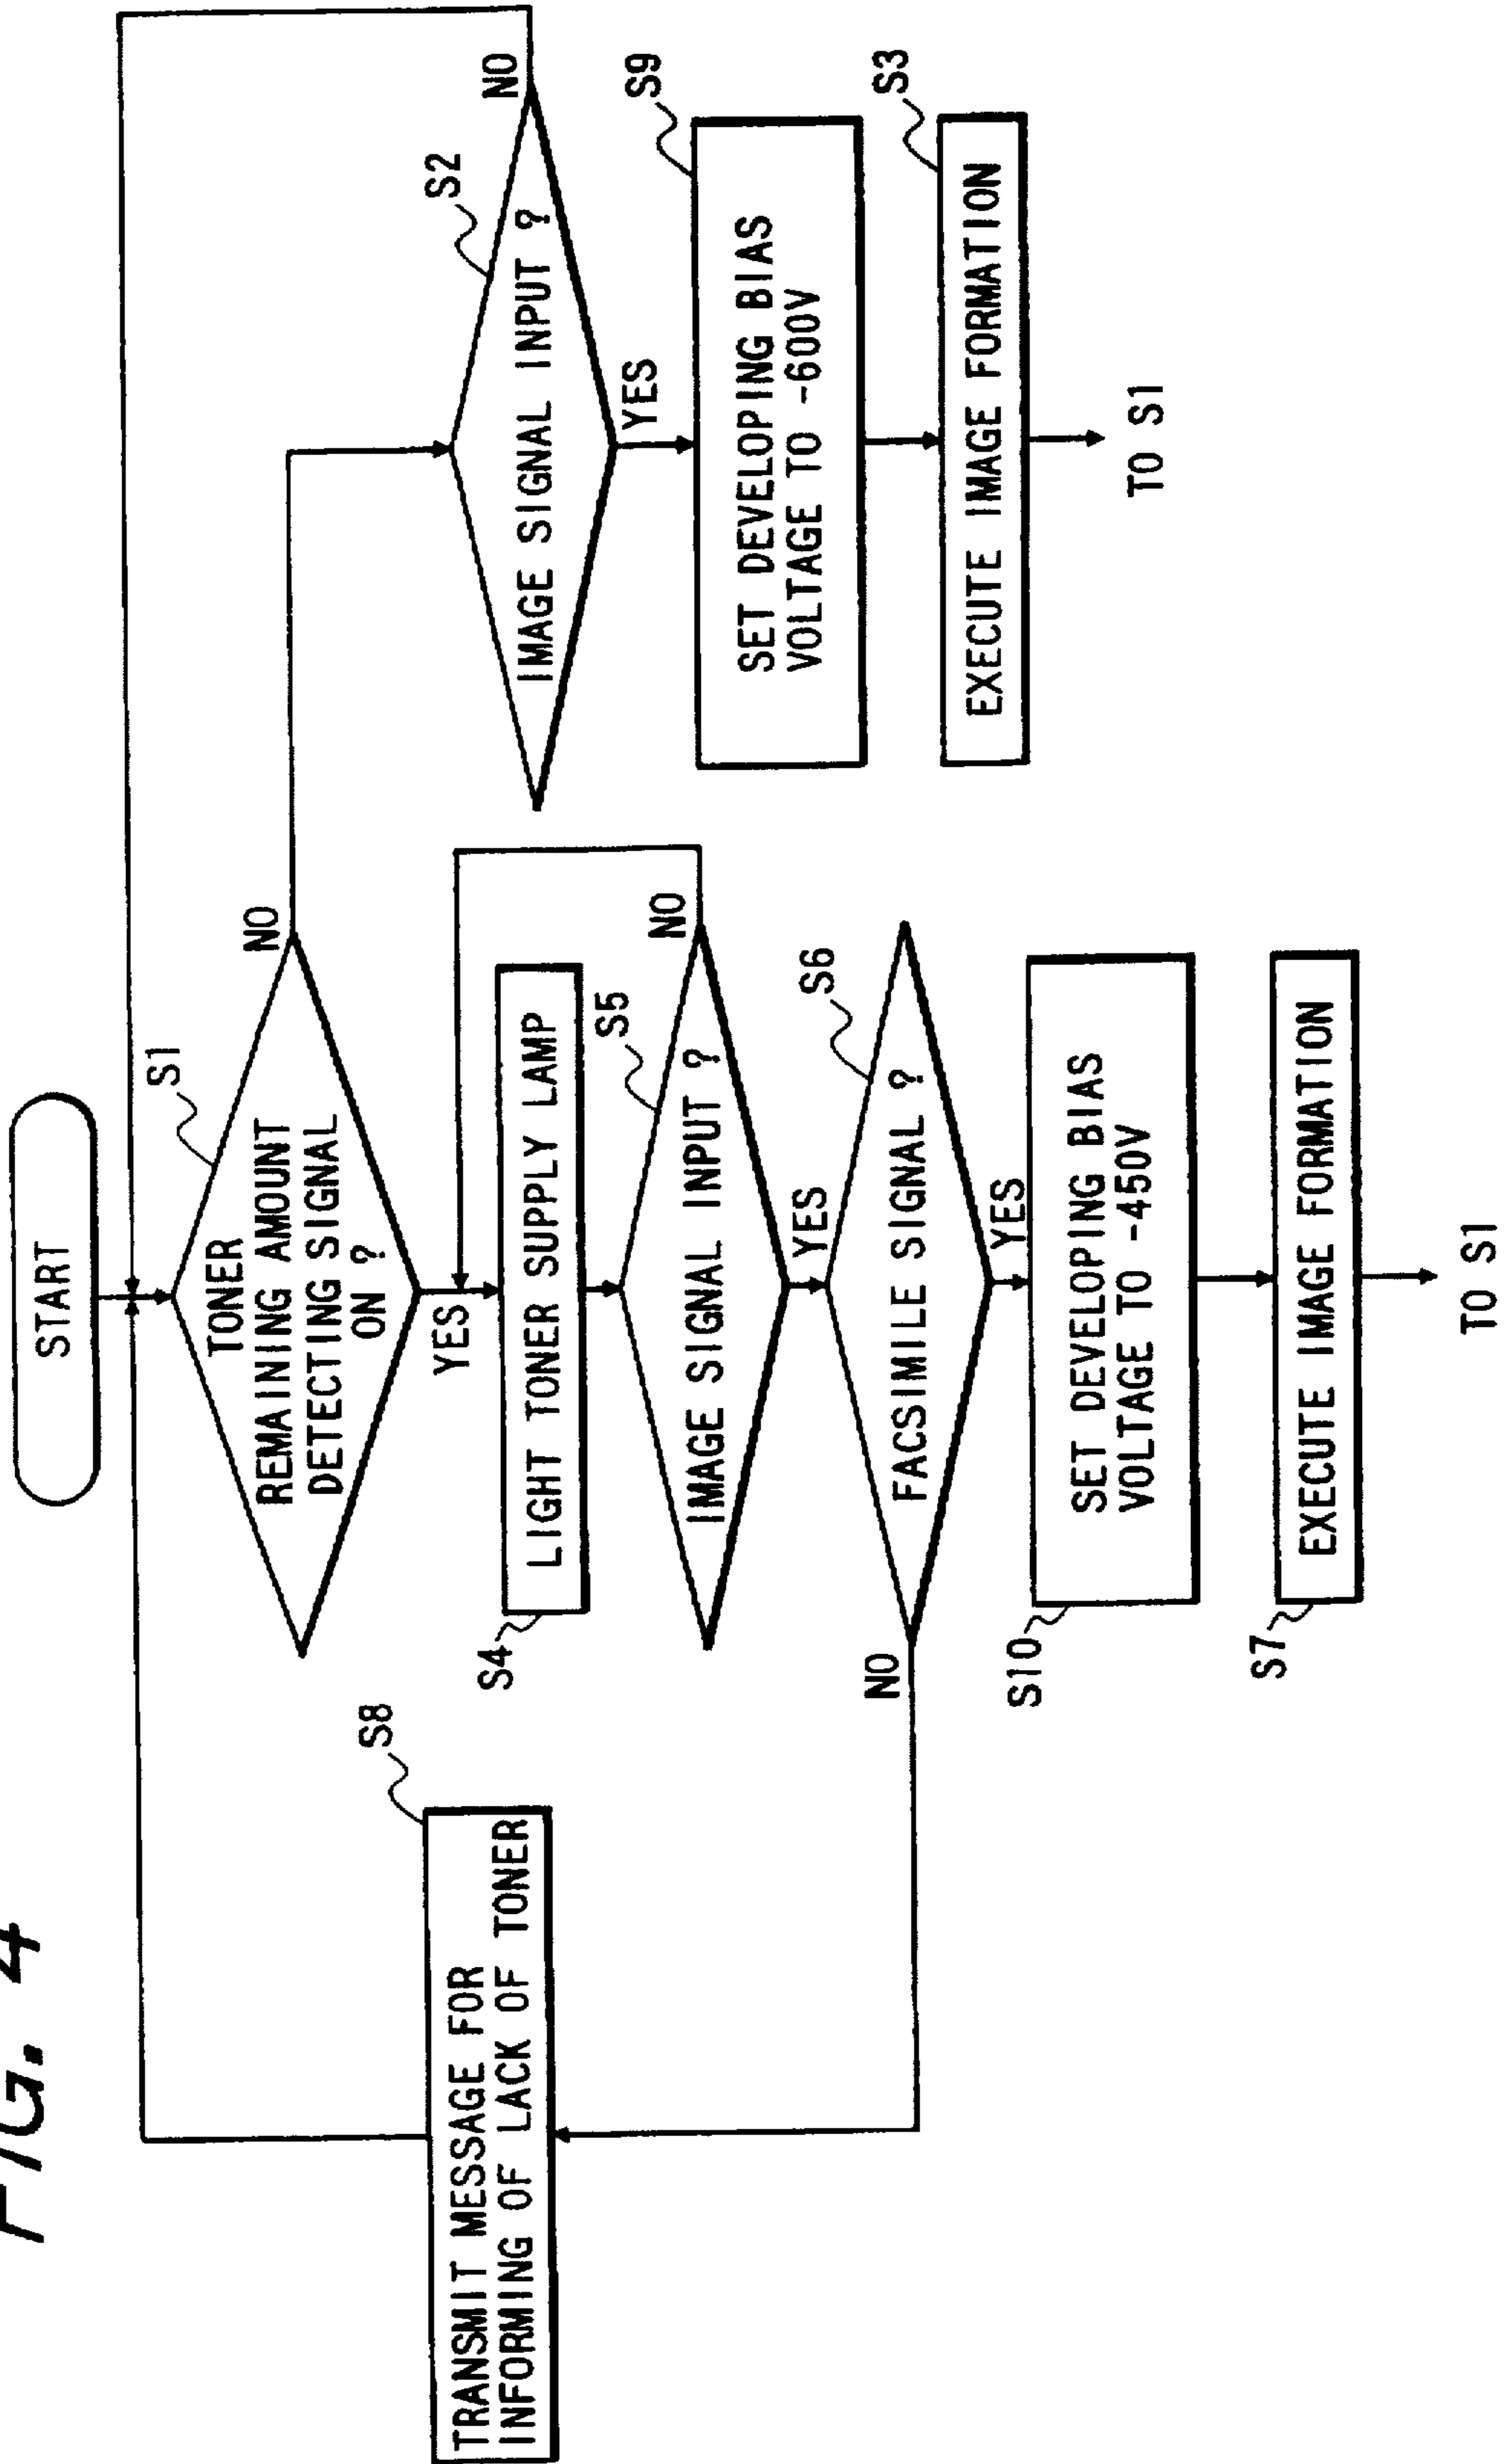 FIG. 4
START
S1
TONER
REMAINING AMOUNT
DETECTING SIGNAL
ON ?
NO
YES
S2
IMAGE SIGNAL INPUT ?
NO
YES
S9
SET DEVELOPING BIAS
VOLTAGE TO -600V
S3
EXECUTE IMAGE FORMATION
TO S1
S4
LIGHT TONER SUPPLY LAMP
S5
IMAGE SIGNAL INPUT ?
NO
YES
S6
FACSIMILE SIGNAL ?
NO
YES
S8
TRANSMIT MESSAGE FOR
INFORMING OF LACK OF TONER
S10
SET DEVELOPING BIAS
VOLTAGE TO -450V
S7
EXECUTE IMAGE FORMATION
TO S1